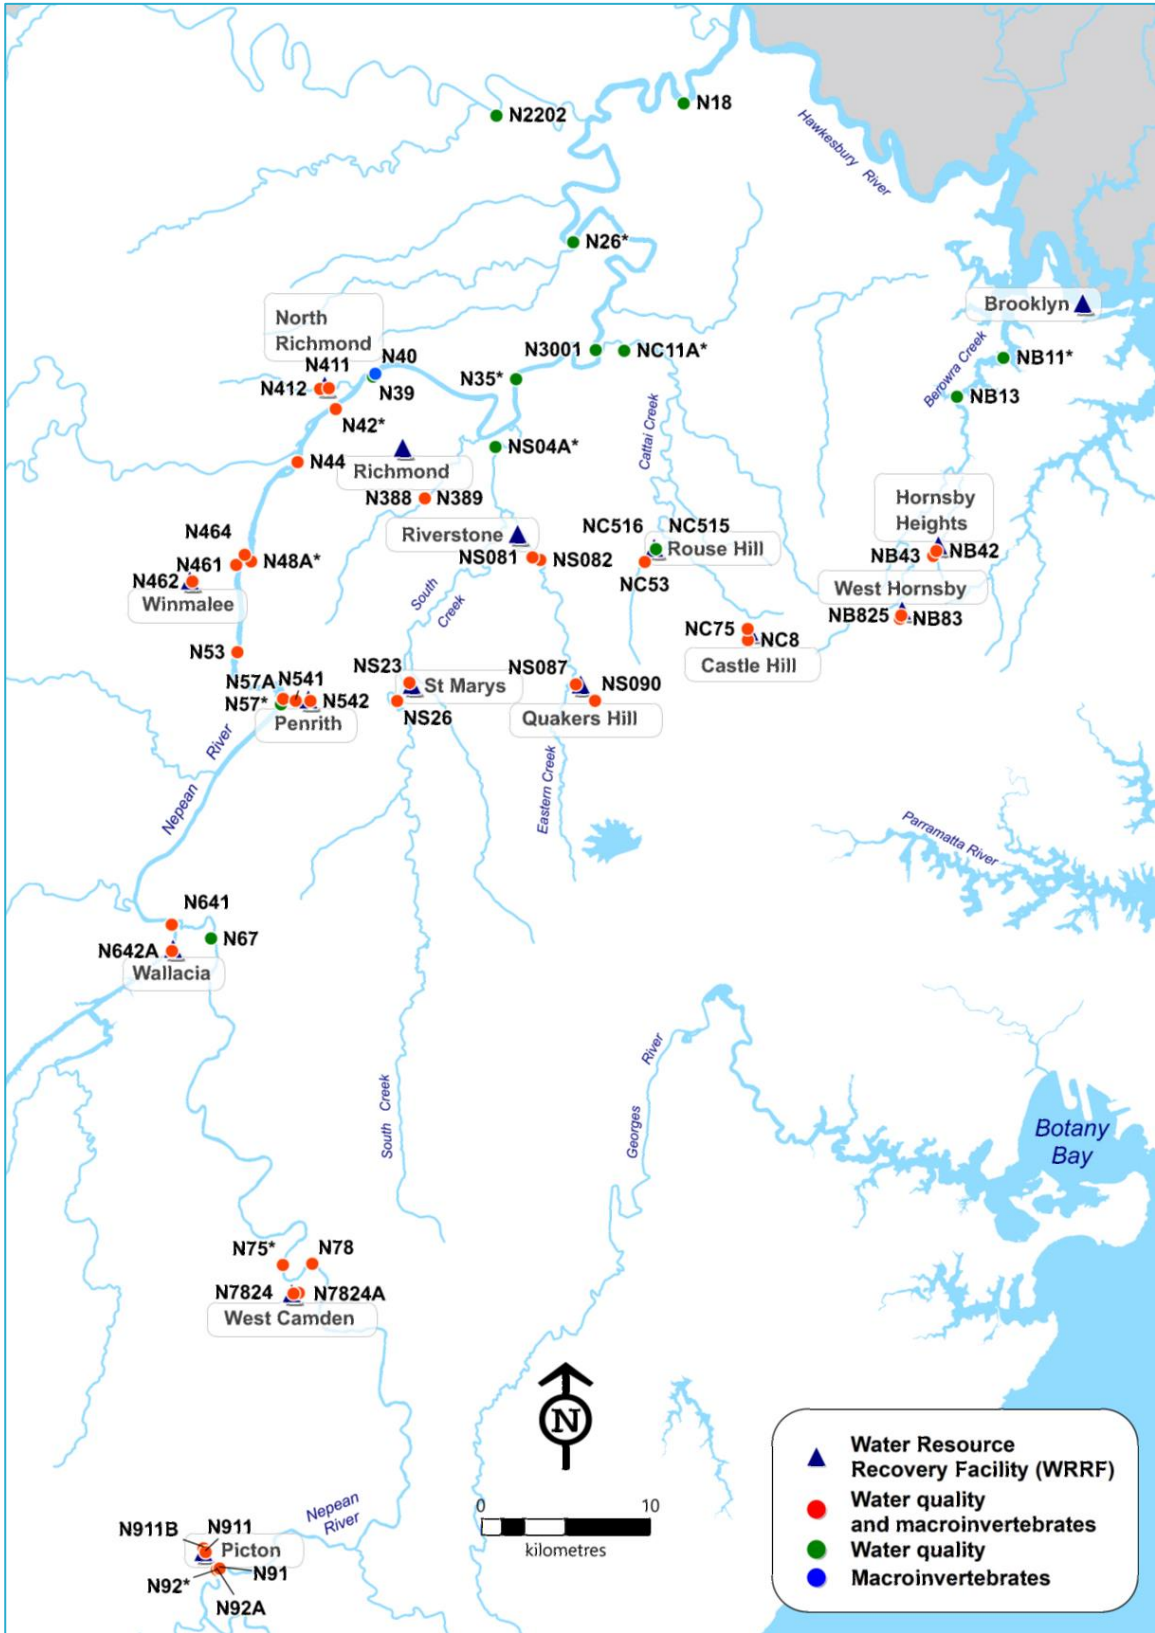 N2202
N18
Hawkesbury River
N26*
Brooklyn
North
Richmond
N411
N412
N40
N39
N42*
N3001
NC11A*
N35*
NB11*
Berowra Creek
NB13
NS04A*
Cattai Creek
N44
Richmond
N388
N389
Hornsby
Heights
Riverstone
NC516
NC515
Rouse Hill
NB43
NB42
N464
N461
N48A*
NS081
NS082
NC53
N462
Winmalee
West Hornsby
South
Creek
NB825
NB83
NC75
NC8
Castle Hill
N53
NS23
St Marys
NS087
NS090
N57A
N541
N57*
N542
Penrith
NS26
Quakers Hill
Nepean
River
Eastern Creek
Parramatta River
N641
N67
N642A
Wallacia
Georges
River
South Creek
Botany
Bay
N75*
N78
N7824
N7824A
West Camden
N
0
10
kilometres
Nepean
River
N911B
N911
Picton
N91
N92*
N92A
Water Resource
Recovery Facility (WRRF)
Water quality
and macroinvertebrates
Water quality
Macroinvertebrates